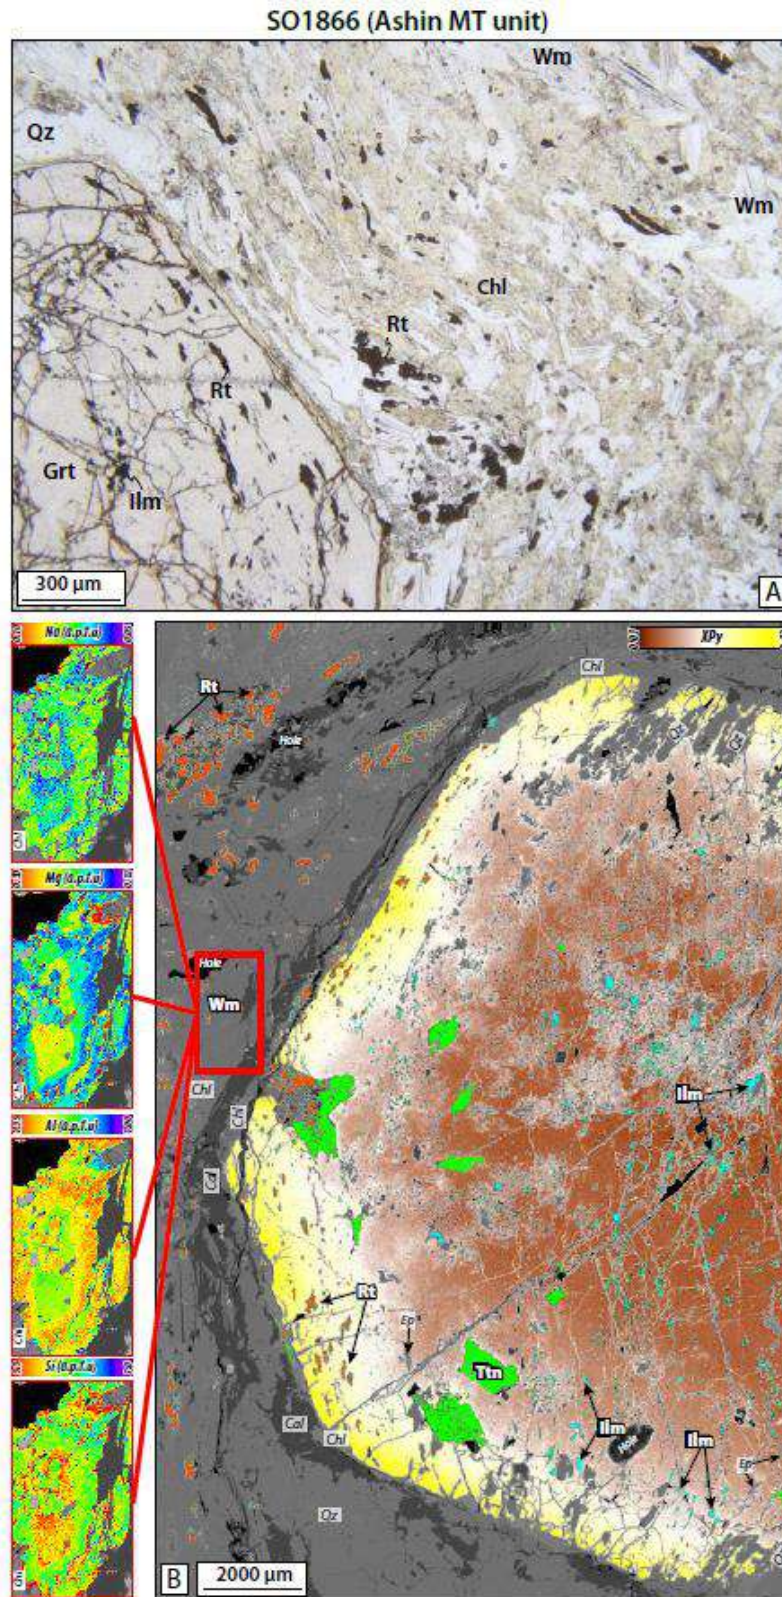 SO1866 (Ashin MT unit)
Wm
Qz
Wm
Chl
Rt
Rt
Grt
Ilm
300 µm
A
Na (a.p.f.u)
Mg (a.p.f.u)
Al (a.p.f.u)
Si (a.p.f.u)
XPy
Chl
Rt
Hole
Qz
Qz
Hole
Wm
Chl
Chl
Cal
Ilm
Rt
Ep
Ttn
Cal
Chl
Ilm
Hole
Ilm
Ep
Qz
B
2000 µm